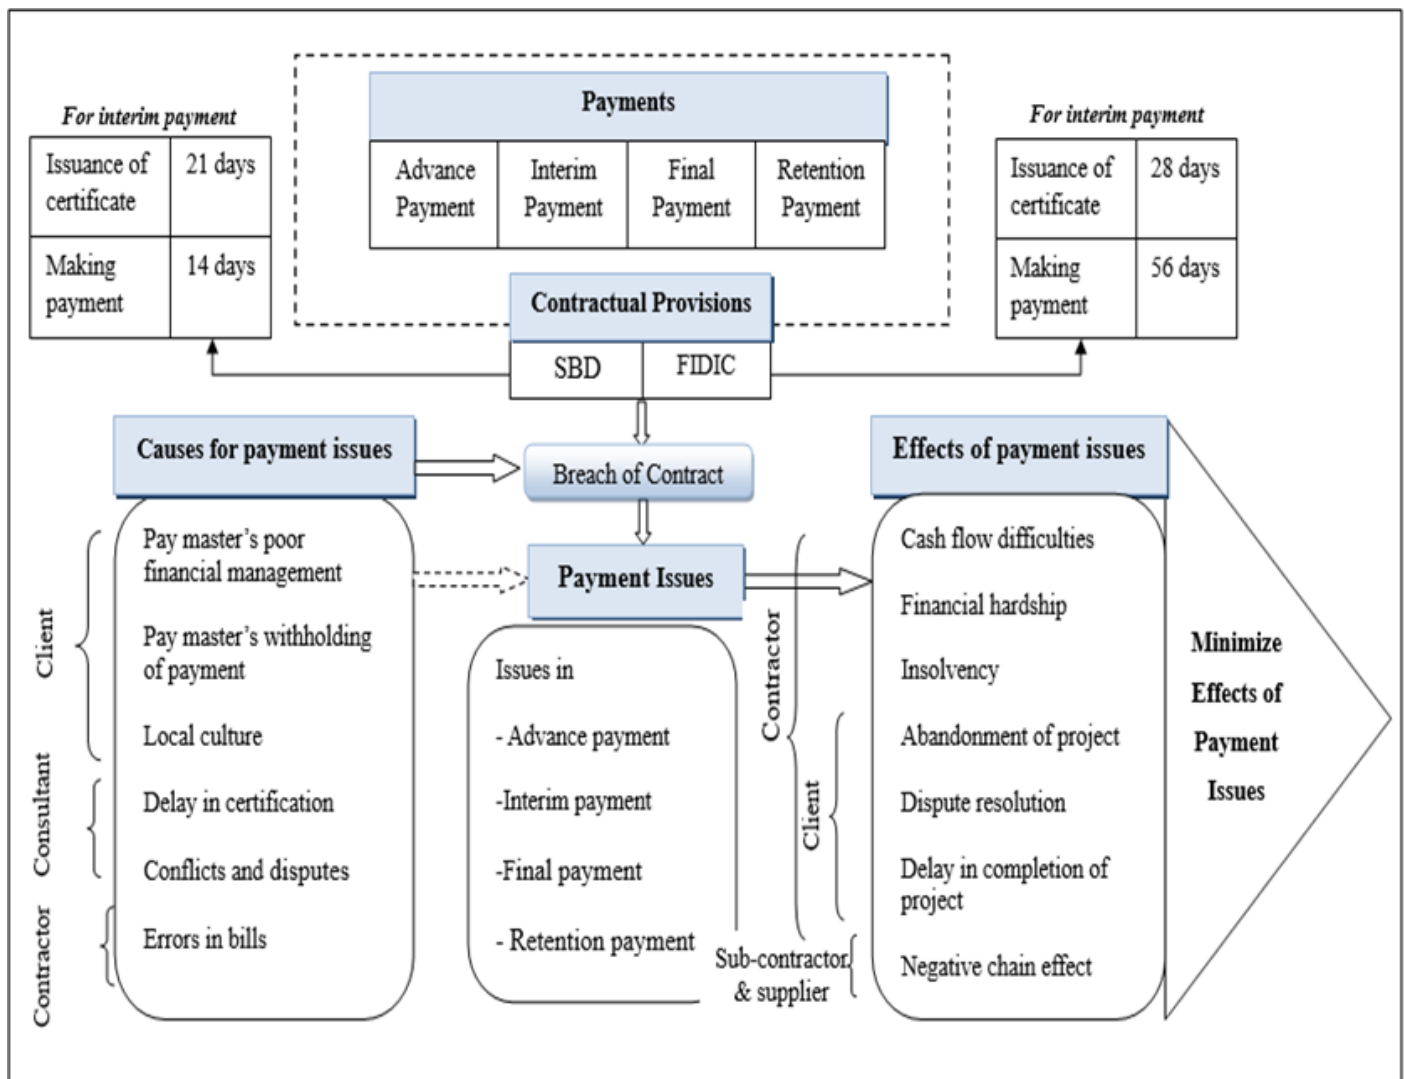 Payments
Advance
Payment
Interim
Payment
Final
Payment
Retention
Payment
For interim payment
Issuance of
certificate
21 days
Making
payment
14 days
For interim payment
Issuance of
certificate
28 days
Making
payment
56 days
Contractual Provisions
SBD
FIDIC
Causes for payment issues
Breach of Contract
Effects of payment issues
Client
Pay master’s poor
financial management
Pay master’s withholding
of payment
Local culture
Consultant
Delay in certification
Conflicts and disputes
Contractor
Errors in bills
Payment Issues
Issues in
- Advance payment
-Interim payment
-Final payment
- Retention payment
Contractor
Client
Sub-contractor
& supplier
Cash flow difficulties
Financial hardship
Insolvency
Abandonment of project
Dispute resolution
Delay in completion of
project
Negative chain effect
Minimize
Effects of
Payment
Issues